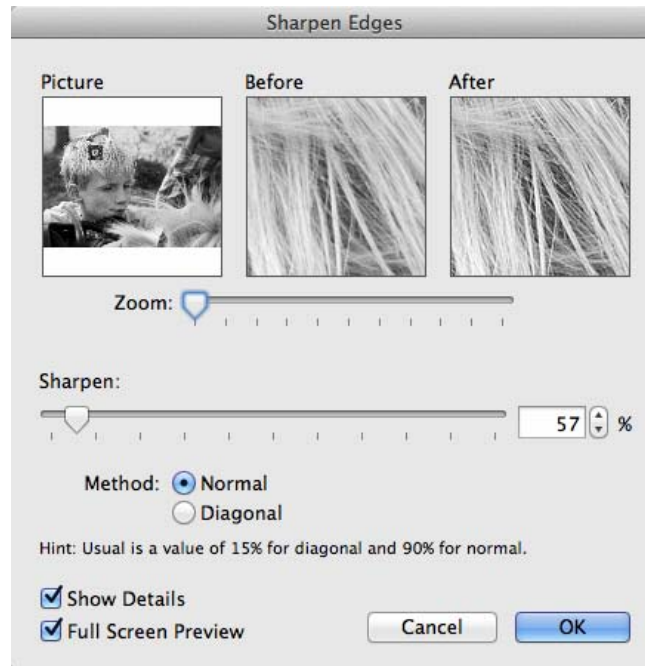 Sharpen Edges
Picture Before After
Zoom:
Sharpen:
57 %
Method: Normal
Diagonal
Hint: Usual is a value of 15% for diagonal and 90% for normal.
Show Details
Full Screen Preview Cancel OK